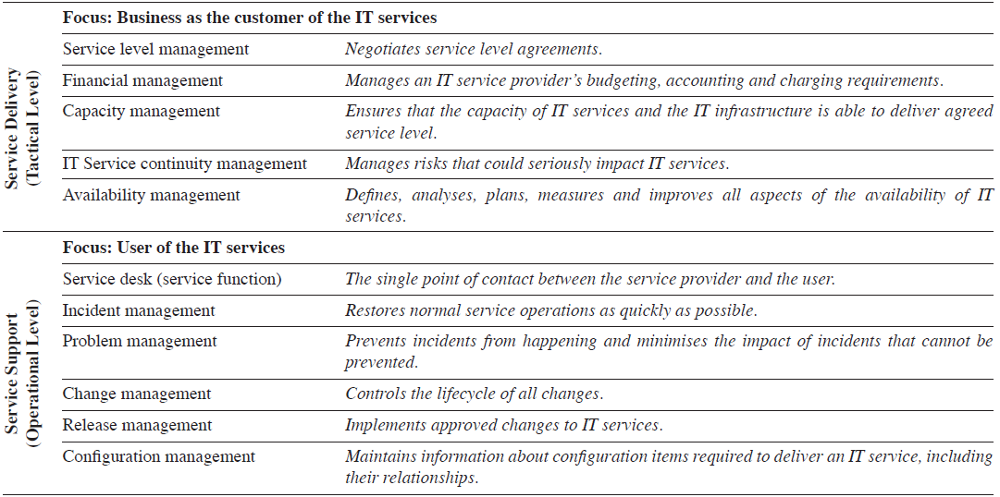 Service Delivery
(Tactical Level)
Focus: Business as the customer of the IT services
Service level management Negotiates service level agreements.
Financial management Manages an IT service provider’s budgeting, accounting and charging requirements.
Capacity management Ensures that the capacity of IT services and the IT infrastructure is able to deliver agreed
service level.
IT Service continuity management Manages risks that could seriously impact IT services.
Availability management Defines, analyses, plans, measures and improves all aspects of the availability of IT
services.
Service Support
(Operational Level)
Focus: User of the IT services
Service desk (service function) The single point of contact between the service provider and the user.
Incident management Restores normal service operations as quickly as possible.
Problem management Prevents incidents from happening and minimises the impact of incidents that cannot be
prevented.
Change management Controls the lifecycle of all changes.
Release management Implements approved changes to IT services.
Configuration management Maintains information about configuration items required to deliver an IT service, including
their relationships.